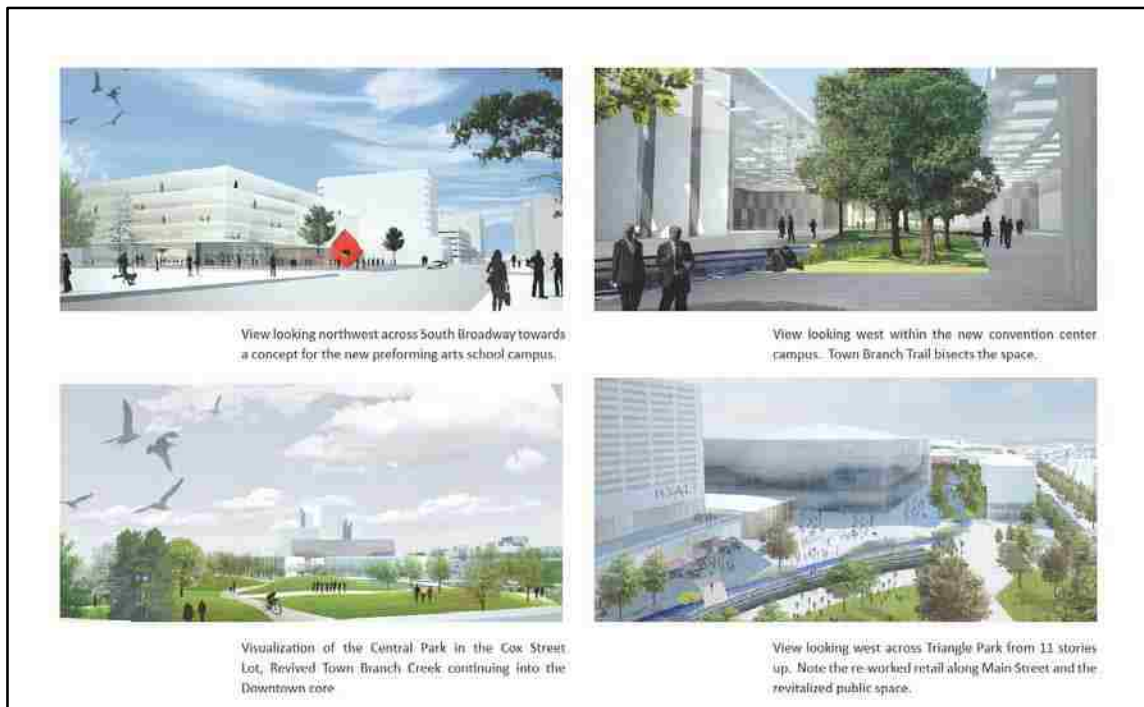 View looking northwest across South Broadway towards
a concept for the new preforming arts school campus.
View looking west within the new convention center
campus. Town Branch Trail bisects the space.
Visualization of the Central Park in the Cox Street
Lot, Revived Town Branch Creek continuing into the
Downtown core
View looking west across Triangle Park from 11 stories
up. Note the re-worked retail along Main Street and the
revitalized public space.